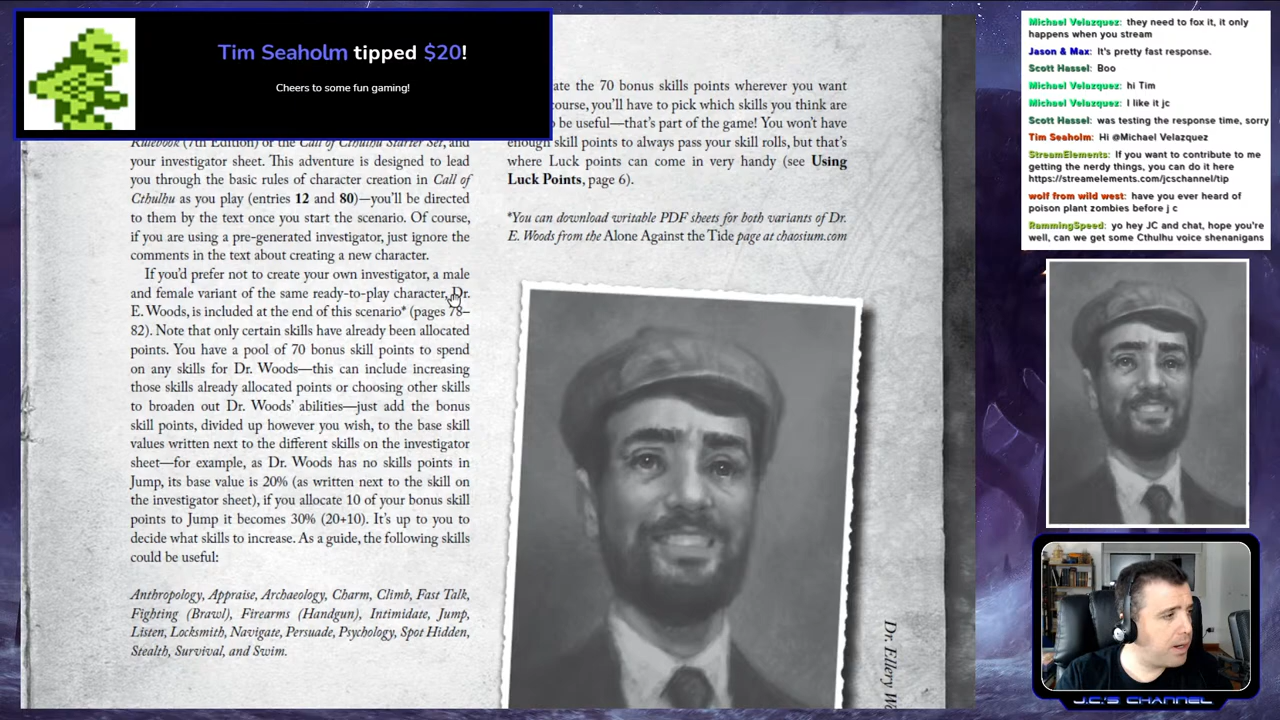 Tim Seaholm tipped $20!
Cheers to some fun gaming!
Rulebook (7th Edition) or the Call of Cthulhu Starter Set, and
your investigator sheet. This adventure is designed to lead
you through the basic rules of character creation in Call of
Cthulhu as you play (entries 12 and 80)—you'll be directed
to them by the text once you start the scenario. Of course,
if you are using a pre-generated investigator, just ignore the
comments in the text about creating a new character.
If you'd prefer not to create your own investigator, a male
and female variant of the same ready-to-play character, Dr.
E. Woods, is included at the end of this scenario* (pages 78–
82). Note that only certain skills have already been allocated
points. You have a pool of 70 bonus skill points to spend
on any skills for Dr. Woods—this can include increasing
those skills already allocated points or choosing other skills
to broaden out Dr. Woods' abilities—just add the bonus
skill points, divided up however you wish, to the base skill
values written next to the different skills on the investigator
sheet—for example, as Dr. Woods has no skills points in
Jump, its base value is 20% (as written next to the skill on
the investigator sheet), if you allocate 10 of your bonus skill
points to Jump it becomes 30% (20+10). It's up to you to
decide what skills to increase. As a guide, the following skills
could be useful:
Anthropology, Appraise, Archaeology, Charm, Climb, Fast Talk,
Fighting (Brawl), Firearms (Handgun), Intimidate, Jump,
Listen, Locksmith, Navigate, Persuade, Psychology, Spot Hidden,
Stealth, Survival, and Swim.
ate the 70 bonus skills points wherever you want
course, you'll have to pick which skills you think are
be useful—that's part of the game! You won't have
enough skill points to always pass your skill rolls, but that's
where Luck points can come in very handy (see Using
Luck Points, page 6).
*You can download writable PDF sheets for both variants of Dr.
E. Woods from the Alone Against the Tide page at chaosium.com
Dr. Ellery
Michael Velazquez: they need to fox it, it only
happens when you stream
Jason & Max: It's pretty fast response.
Scott Hassel: Boo
Michael Velazquez: hi Tim
Michael Velazquez: I like it jc
Scott Hassel: was testing the response time, sorry
Tim Seaholm: Hi @Michael Velazquez
StreamElements: If you want to contribute to me
getting the nerdy things, you can do it here
https://streamelements.com/jcschannel/tip
wolf from wild west: have you ever heard of
poison plant zombies before j c
RammingSpeed: yo hey JC and chat, hope you're
well, can we get some Cthulhu voice shenanigans
J.C.'S CHANNEL